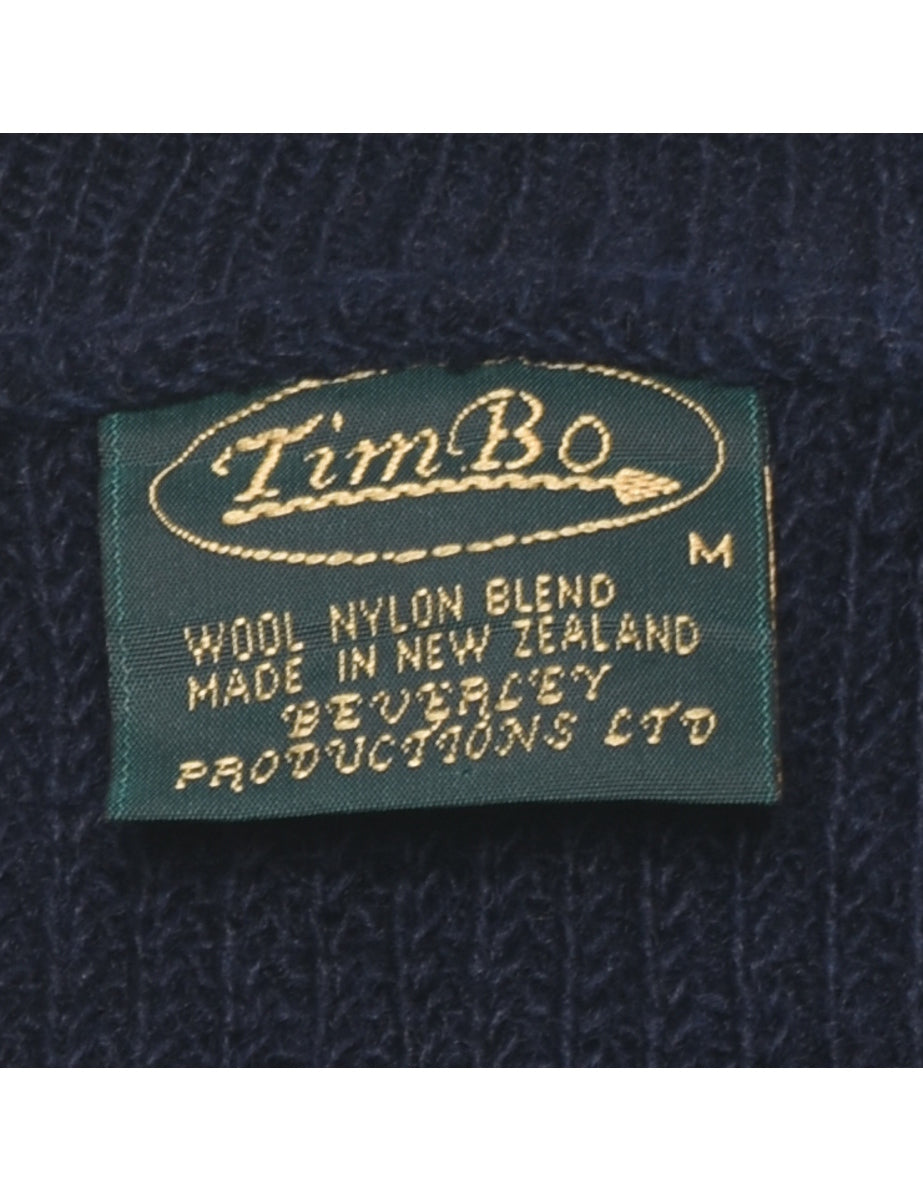 TimBo
M
WOOL NYLON BLEND
MADE IN NEW ZEALAND
BEVERLEY
PRODUCTIONS LTD